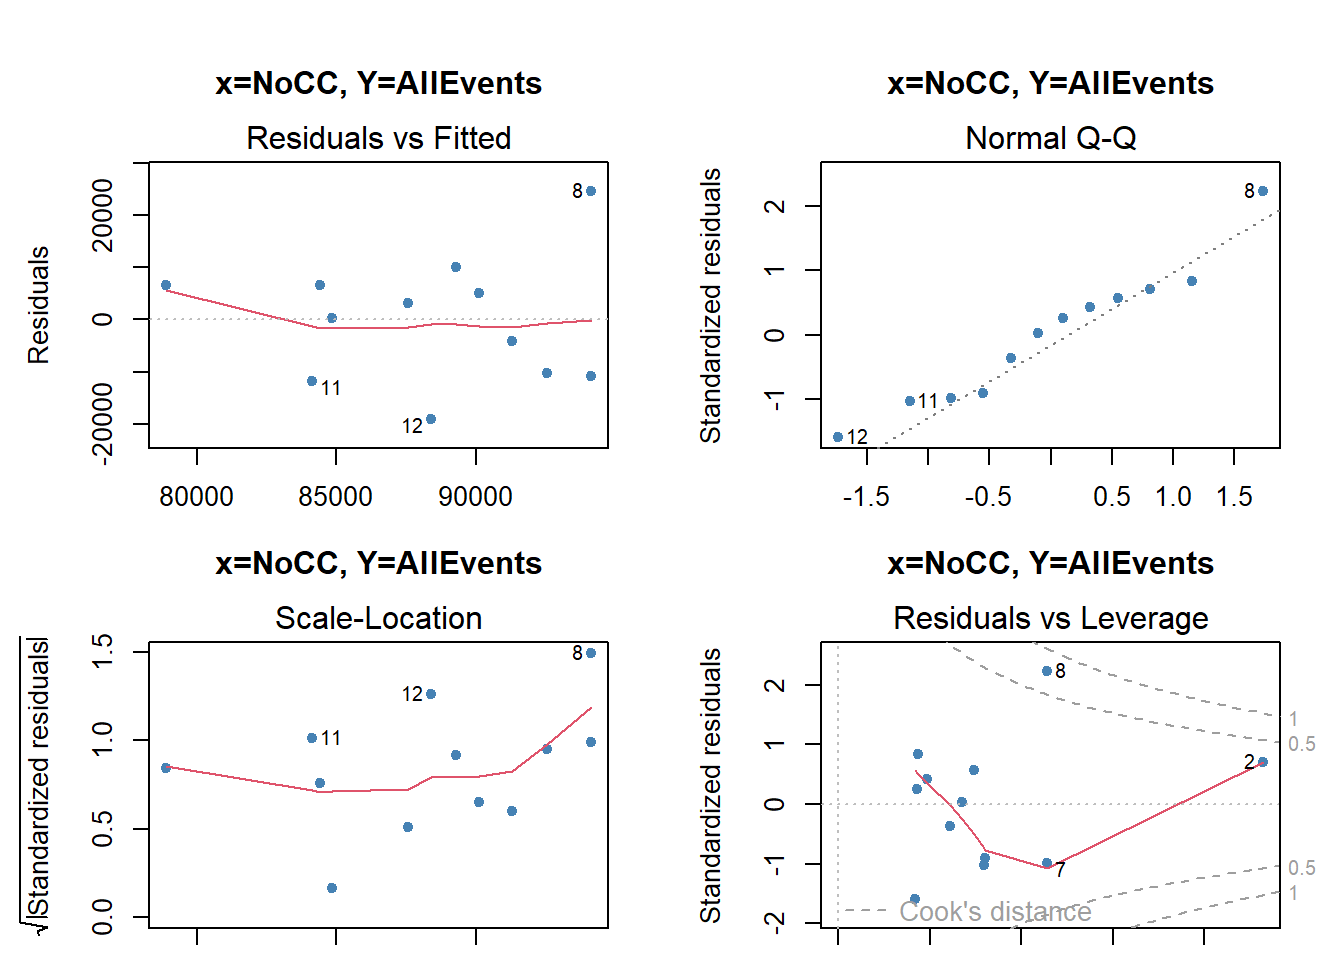 x=NoCC, Y=AllEvents
Residuals vs Fitted
Residuals
20000
0
-20000
8
11
12
80000 85000 90000
x=NoCC, Y=AllEvents
Normal Q-Q
Standardized residuals
2
1
0
-1
8
11
12
-1.5 -0.5 0.5 1.0 1.5
x=NoCC, Y=AllEvents
Scale-Location
√|Standardized residuals|
1.5
1.0
0.5
0.0
8
12
11
x=NoCC, Y=AllEvents
Residuals vs Leverage
Standardized residuals
2
1
0
-1
-2
8
2
7
1
0.5
0.5
1
Cook's distance